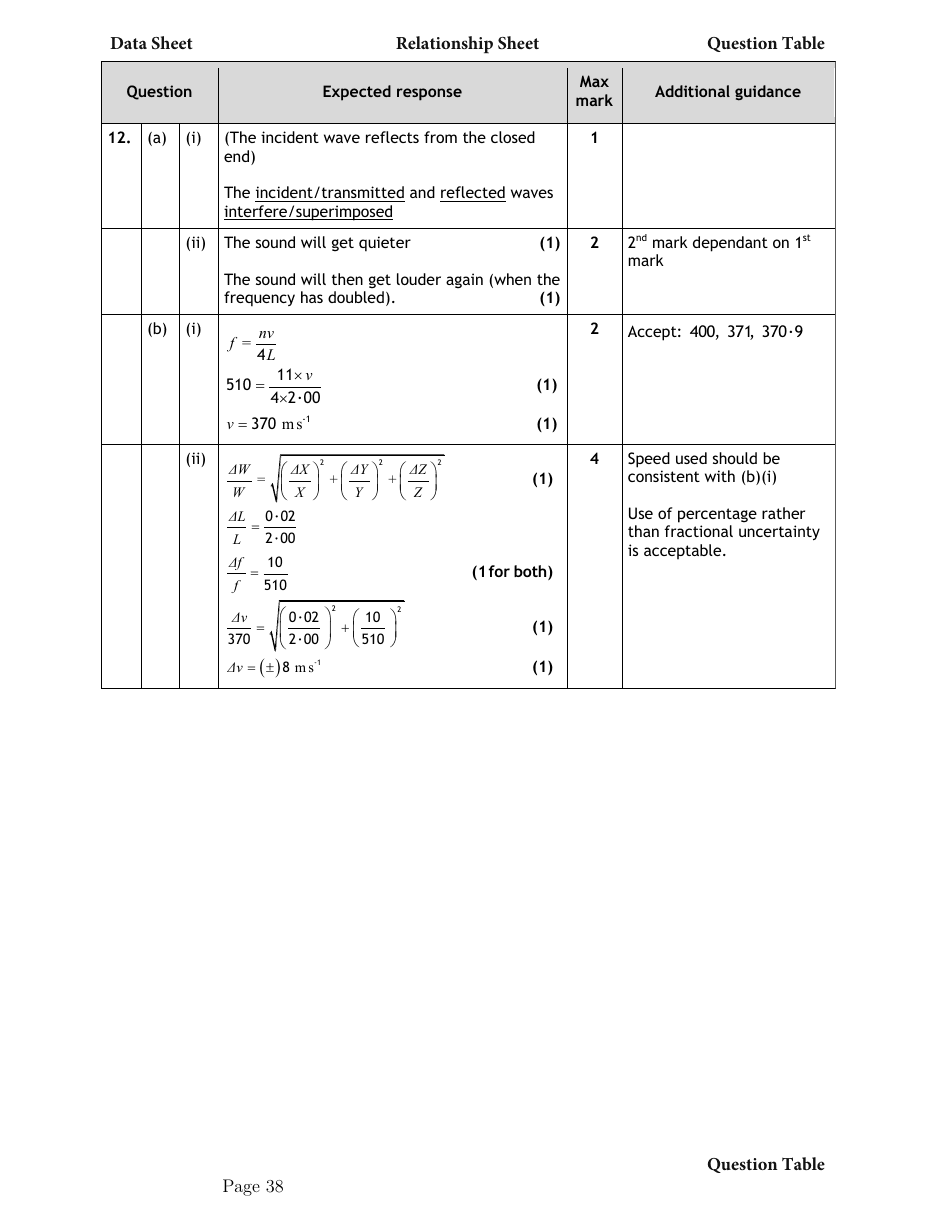 Data Sheet Relationship Sheet Question Table
Question Expected response Max mark Additional guidance
12. (a) (i) (The incident wave reflects from the closed end) 1
The incident/transmitted and reflected waves
interfere/superimposed
(ii) The sound will get quieter (1) 2 2nd mark dependant on 1st mark
The sound will then get louder again (when the
frequency has doubled). (1)
(b) (i) f = nv/4L 2 Accept: 400, 371, 370·9
510 = 11×v/4×2·00 (1)
v = 370 m s-1 (1)
(ii) ΔW/W = √((ΔX/X)² + (ΔY/Y)² + (ΔZ/Z)²) (1) 4 Speed used should be
consistent with (b)(i)
ΔL/L = 0·02/2·00 Use of percentage rather
than fractional uncertainty
is acceptable.
Δf/f = 10/510 (1 for both)
Δv/370 = √((0·02/2·00)² + (10/510)²) (1)
Δv = (±)8 m s-1 (1)
Question Table
Page 38